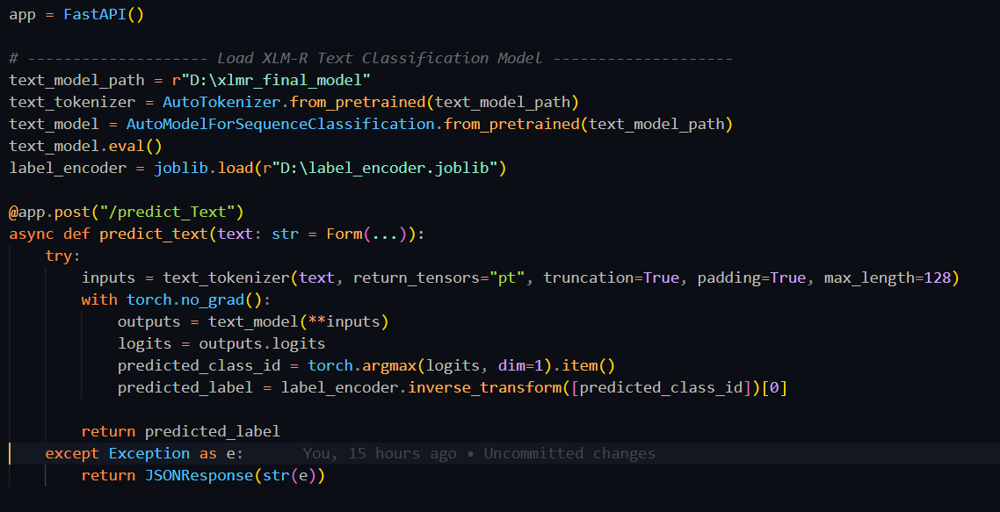 app = FastAPI()
# -------------------- Load XLM-R Text Classification Model --------------------
text_model_path = r"D:\xlmr_final_model"
text_tokenizer = AutoTokenizer.from_pretrained(text_model_path)
text_model = AutoModelForSequenceClassification.from_pretrained(text_model_path)
text_model.eval()
label_encoder = joblib.load(r"D:\label_encoder.joblib")
@app.post("/predict_Text")
async def predict_text(text: str = Form(...)):
    try:
        inputs = text_tokenizer(text, return_tensors="pt", truncation=True, padding=True, max_length=128)
        with torch.no_grad():
            outputs = text_model(**inputs)
            logits = outputs.logits
            predicted_class_id = torch.argmax(logits, dim=1).item()
            predicted_label = label_encoder.inverse_transform([predicted_class_id])[0]
        return predicted_label
    except Exception as e:      You, 15 hours ago • Uncommitted changes
        return JSONResponse(str(e))